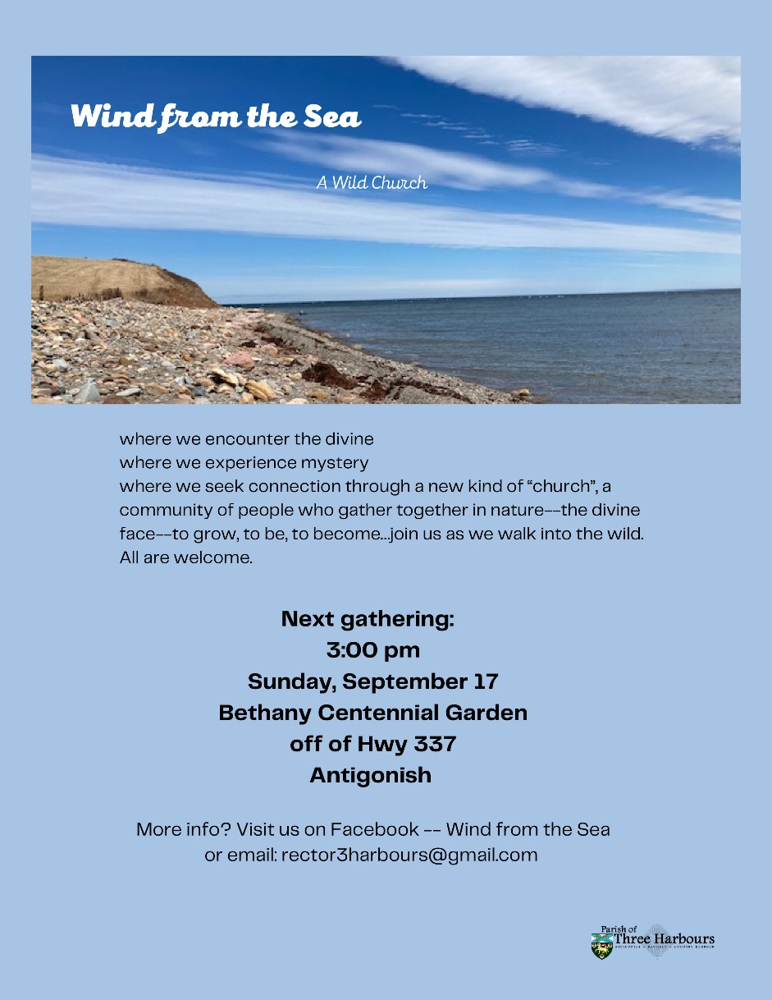 Wind from the Sea
A Wild Church
where we encounter the divine
where we experience mystery
where we seek connection through a new kind of “church”, a
community of people who gather together in nature--the divine
face--to grow, to be, to become...join us as we walk into the wild.
All are welcome.
Next gathering:
3:00 pm
Sunday, September 17
Bethany Centennial Garden
off of Hwy 337
Antigonish
More info? Visit us on Facebook -- Wind from the Sea
or email: rector3harbours@gmail.com
Parish of
Three Harbours
ANTIGONISH • BAYFIELD • COUNTRY HARBOUR